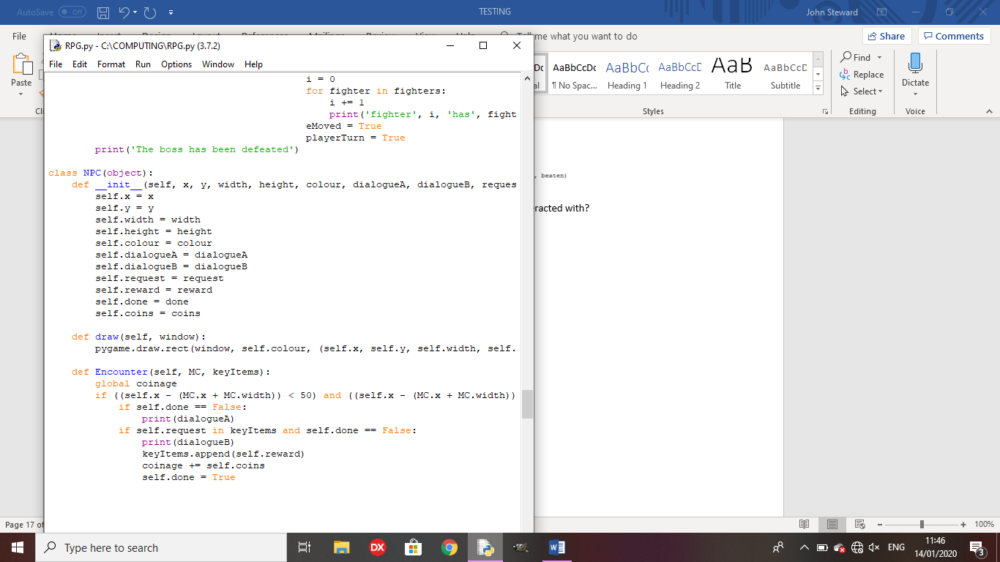 AutoSave Off
TESTING
John Steward
File
Tell me what you want to do
Share
Comments
RPG.py - C:\COMPUTING\RPG.py (3.7.2)
File Edit Format Run Options Window Help
Paste
AaBbCcDc AaBbCc AaBbCcD AaB AaBbCcD
¶ No Spac... Heading 1 Heading 2 Title Subtitle
Styles
Find
Replace
Select
Editing
Dictate
Voice
i = 0
for fighter in fighters:
i += 1
print('fighter', i, 'has', fight
eMoved = True
playerTurn = True
print('The boss has been defeated')
class NPC(object):
def __init__(self, x, y, width, height, colour, dialogueA, dialogueB, reques
self.x = x
self.y = y
self.width = width
self.height = height
self.colour = colour
self.dialogueA = dialogueA
self.dialogueB = dialogueB
self.request = request
self.reward = reward
self.done = done
self.coins = coins
def draw(self, window):
pygame.draw.rect(window, self.colour, (self.x, self.y, self.width, self.
def Encounter(self, MC, keyItems):
global coinage
if ((self.x - (MC.x + MC.width)) < 50) and ((self.x - (MC.x + MC.width))
if self.done == False:
print(dialogueA)
if self.request in keyItems and self.done == False:
print(dialogueB)
keyItems.append(self.reward)
coinage += self.coins
self.done = True
, beaten)
racted with?
Page 17 of
100%
Type here to search
DX
ENG
11:46
14/01/2020
3